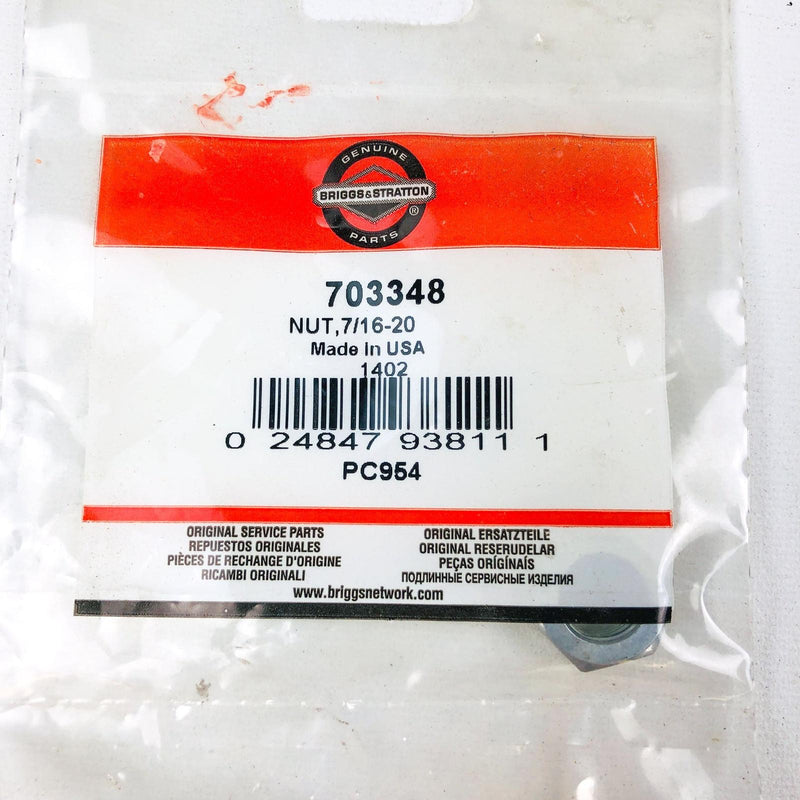 GENUINE
BRIGGS&STRATTON
®
PARTS
703348
NUT,7/16-20
Made In USA
1402
0 24847 93811 1
PC954
ORIGINAL SERVICE PARTS
REPUESTOS ORIGINALES
PIÈCES DE RECHANGE D'ORIGINE
RICAMBI ORIGINALI
ORIGINAL ERSATZTEILE
ORIGINAL RESERUDELAR
PEÇAS ORIGÍNAIS
ПОДЛИННЫЕ СЕРВИСНЫЕ ИЗДЕЛИЯ
www.briggsnetwork.com